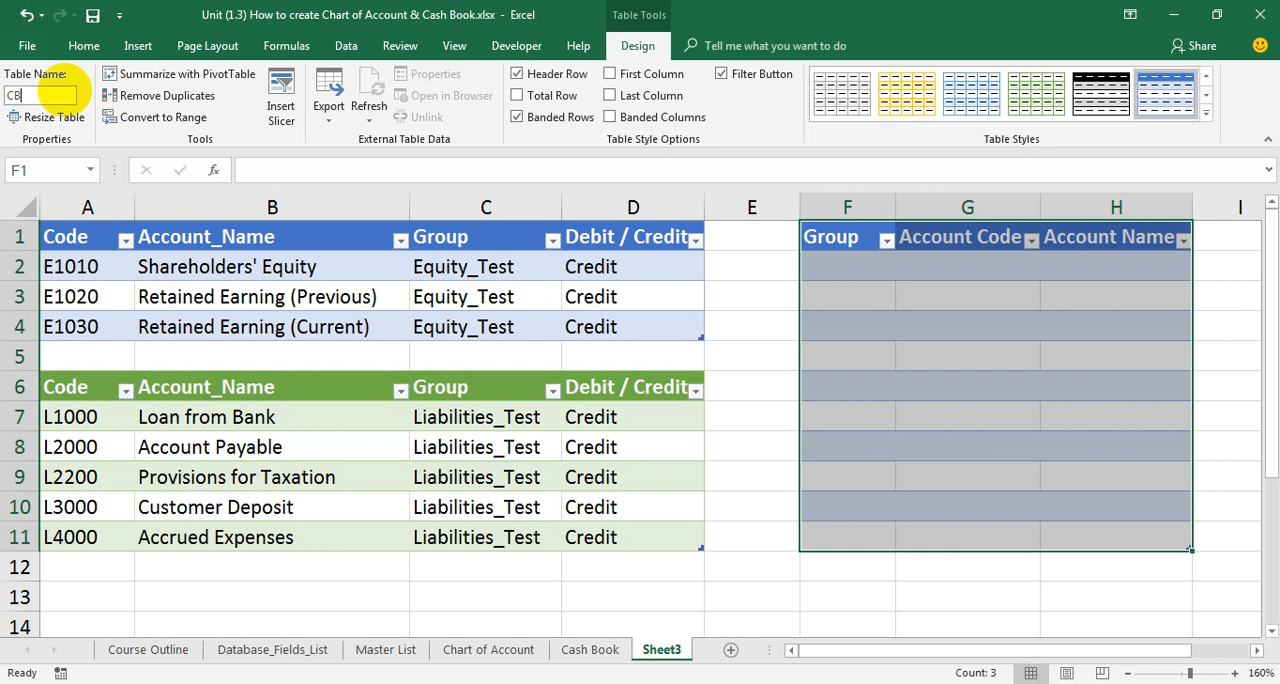 Unit (1.3) How to create Chart of Account & Cash Book.xlsx - Excel
Table Tools
File Home Insert Page Layout Formulas Data Review View Developer Help Design Tell me what you want to do Share
Table Name:
CB
Resize Table
Properties
Summarize with PivotTable
Remove Duplicates
Convert to Range
Insert
Slicer
Tools
Export
Refresh
Properties
Open in Browser
Unlink
External Table Data
Header Row First Column Filter Button
Total Row Last Column
Banded Rows Banded Columns
Table Style Options
Table Styles
F1
fx
A B C D E F G H I
1 Code Account_Name Group Debit / Credit Group Account Code Account Name
2 E1010 Shareholders' Equity Equity_Test Credit
3 E1020 Retained Earning (Previous) Equity_Test Credit
4 E1030 Retained Earning (Current) Equity_Test Credit
5
6 Code Account_Name Group Debit / Credit
7 L1000 Loan from Bank Liabilities_Test Credit
8 L2000 Account Payable Liabilities_Test Credit
9 L2200 Provisions for Taxation Liabilities_Test Credit
10 L3000 Customer Deposit Liabilities_Test Credit
11 L4000 Accrued Expenses Liabilities_Test Credit
12
13
14
Course Outline Database_Fields_List Master List Chart of Account Cash Book Sheet3
Ready Count: 3 160%